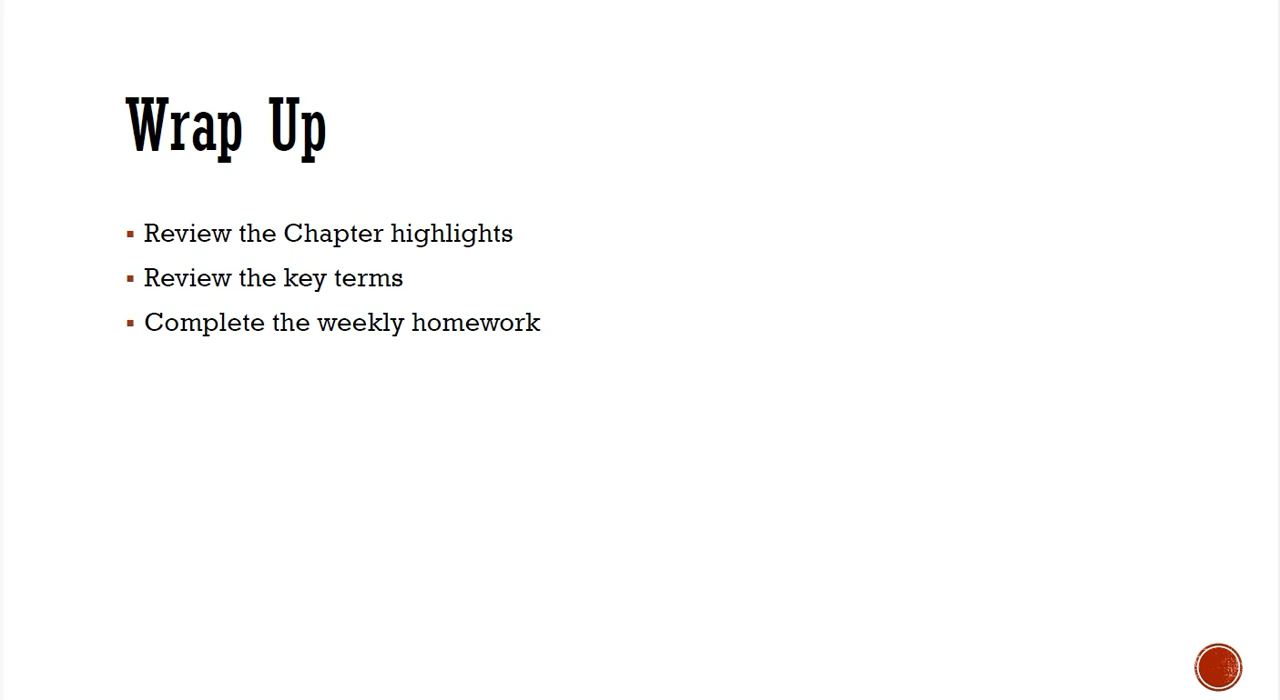 Wrap Up
▪ Review the Chapter highlights
▪ Review the key terms
▪ Complete the weekly homework